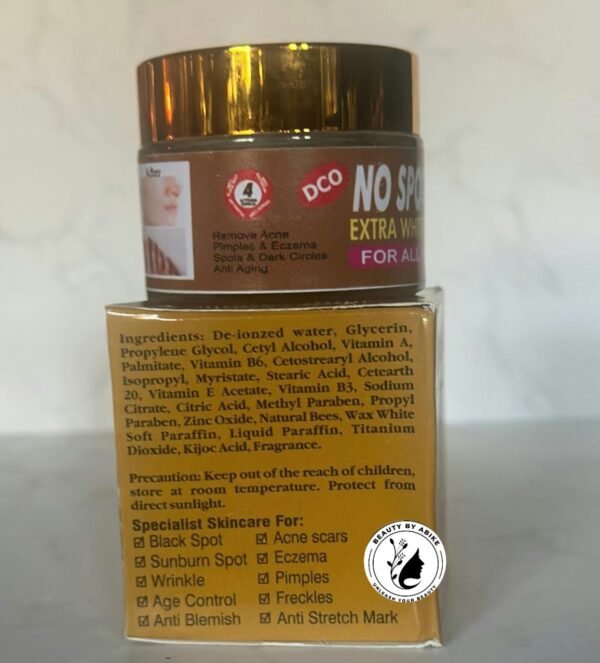 After
4
DCO
NO SPO
EXTRA WHIT
FOR ALL
Remove Acne
Pimples & Eczema
Spots & Dark Circles
Anti Aging
Ingredients: De-ionzed water, Glycerin,
Propylene Glycol, Cetyl Alcohol, Vitamin A,
Palmitate, Vitamin B6, Cetostrearyl Alcohol,
Isopropyl, Myristate, Stearic Acid, Cetearth
20, Vitamin E Acetate, Vitamin B3, Sodium
Citrate, Citric Acid, Methyl Paraben, Propyl
Paraben, Zinc Oxide, Natural Bees, Wax White
Soft Paraffin, Liquid Paraffin, Titanium
Dioxide, Kijoc Acid, Fragrance.
Precaution: Keep out of the reach of children,
store at room temperature. Protect from
direct sunlight.
Specialist Skincare For:
Black Spot
Acne scars
Sunburn Spot
Eczema
Wrinkle
Pimples
Age Control
Freckles
Anti Blemish
Anti Stretch Mark
BEAUTY BY ABIKE
UNLEASH YOUR BEAUTY